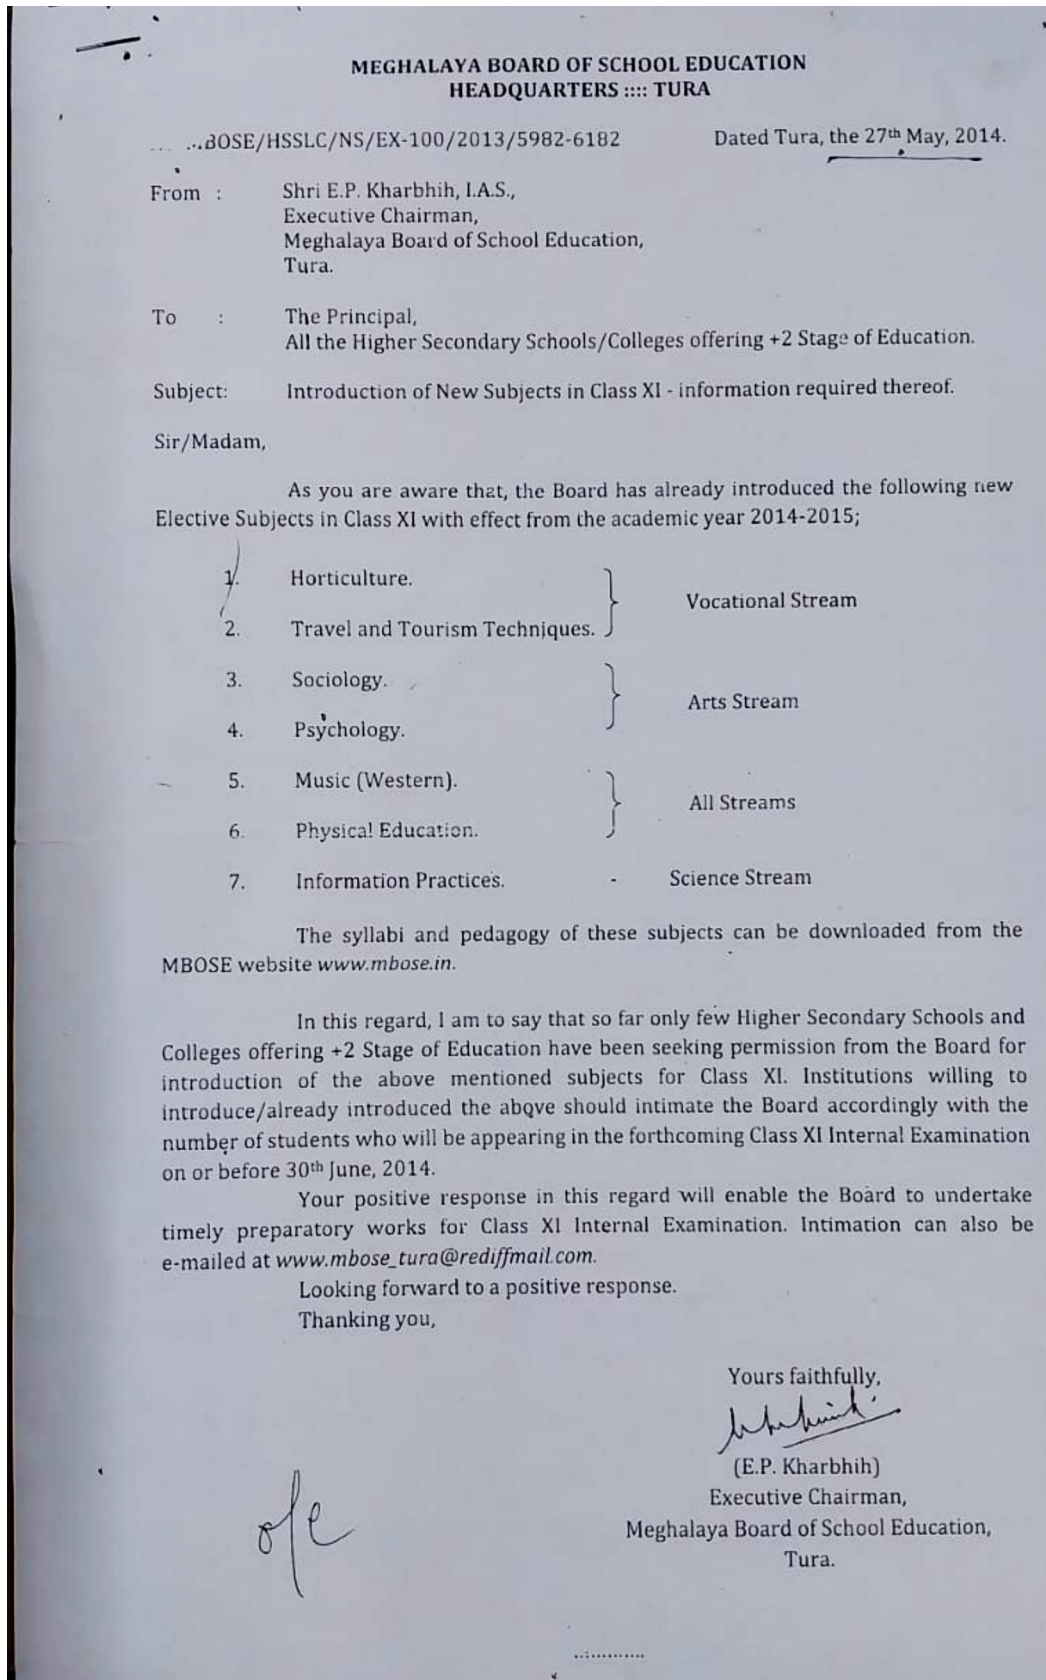 MEGHALAYA BOARD OF SCHOOL EDUCATION
HEADQUARTERS :::: TURA
BOSE/HSSLC/NS/EX-100/2013/5982-6182 Dated Tura, the 27th May, 2014.
From : Shri E.P. Kharbhih, I.A.S.,
Executive Chairman,
Meghalaya Board of School Education,
Tura.
To : The Principal,
All the Higher Secondary Schools/Colleges offering +2 Stage of Education.
Subject: Introduction of New Subjects in Class XI - information required thereof.
Sir/Madam,
As you are aware that, the Board has already introduced the following new
Elective Subjects in Class XI with effect from the academic year 2014-2015;
1. Horticulture.
Vocational Stream
2. Travel and Tourism Techniques.
3. Sociology.
Arts Stream
4. Psychology.
5. Music (Western).
All Streams
6. Physical Education.
7. Information Practices. - Science Stream
The syllabi and pedagogy of these subjects can be downloaded from the
MBOSE website www.mbose.in.
In this regard, I am to say that so far only few Higher Secondary Schools and
Colleges offering +2 Stage of Education have been seeking permission from the Board for
introduction of the above mentioned subjects for Class XI. Institutions willing to
introduce/already introduced the above should intimate the Board accordingly with the
number of students who will be appearing in the forthcoming Class XI Internal Examination
on or before 30th June, 2014.
Your positive response in this regard will enable the Board to undertake
timely preparatory works for Class XI Internal Examination. Intimation can also be
e-mailed at www.mbose_tura@rediffmail.com.
Looking forward to a positive response.
Thanking you,
Yours faithfully,
(E.P. Kharbhih)
Executive Chairman,
Meghalaya Board of School Education,
Tura.